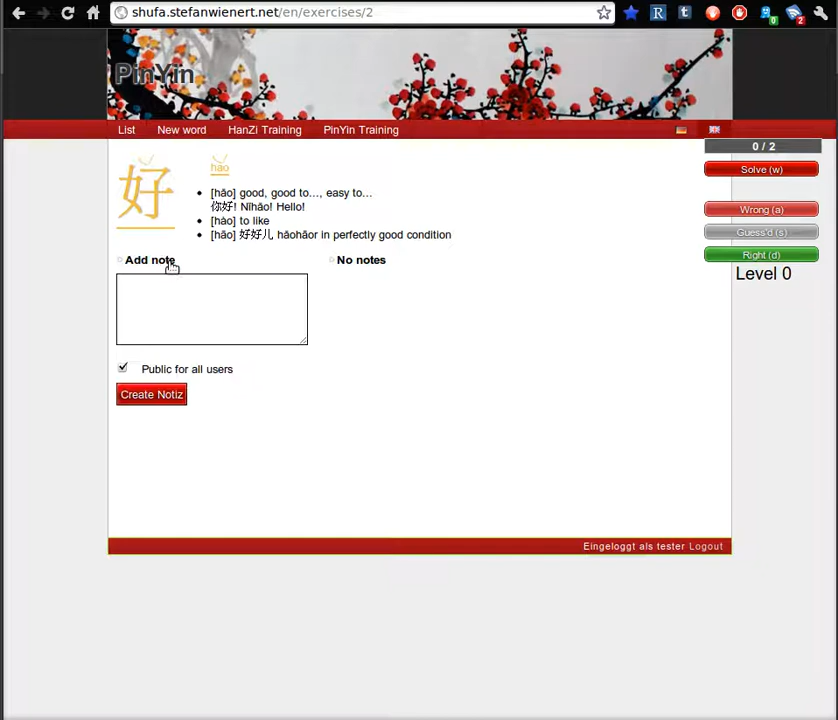 shufa.stefanwienert.net/en/exercises/2
0
2
PinYin
List New word HanZi Training PinYin Training
0 / 2
Solve (w)
好
hǎo
[hǎo] good, good to..., easy to...
你好! Nǐhǎo! Hello!
[hào] to like
[hǎo] 好好儿 hǎohāor in perfectly good condition
Wrong (a)
Guess'd (s)
Right (d)
Level 0
Add note
No notes
Public for all users
Create Notiz
Eingeloggt als tester Logout